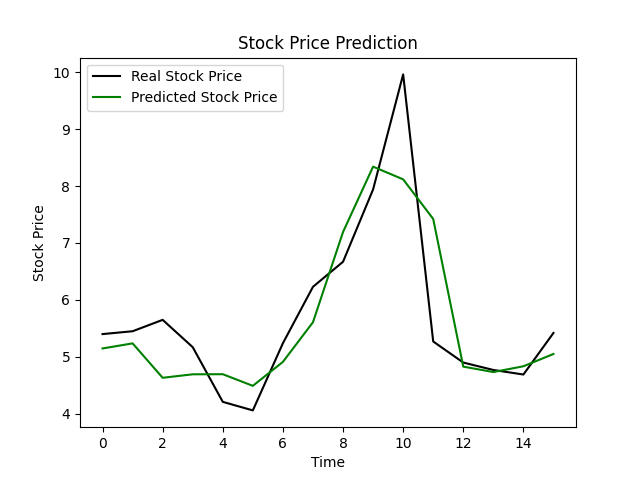 Stock Price Prediction
Real Stock Price
Predicted Stock Price
Stock Price
10
9
8
7
6
5
4
0 2 4 6 8 10 12 14
Time